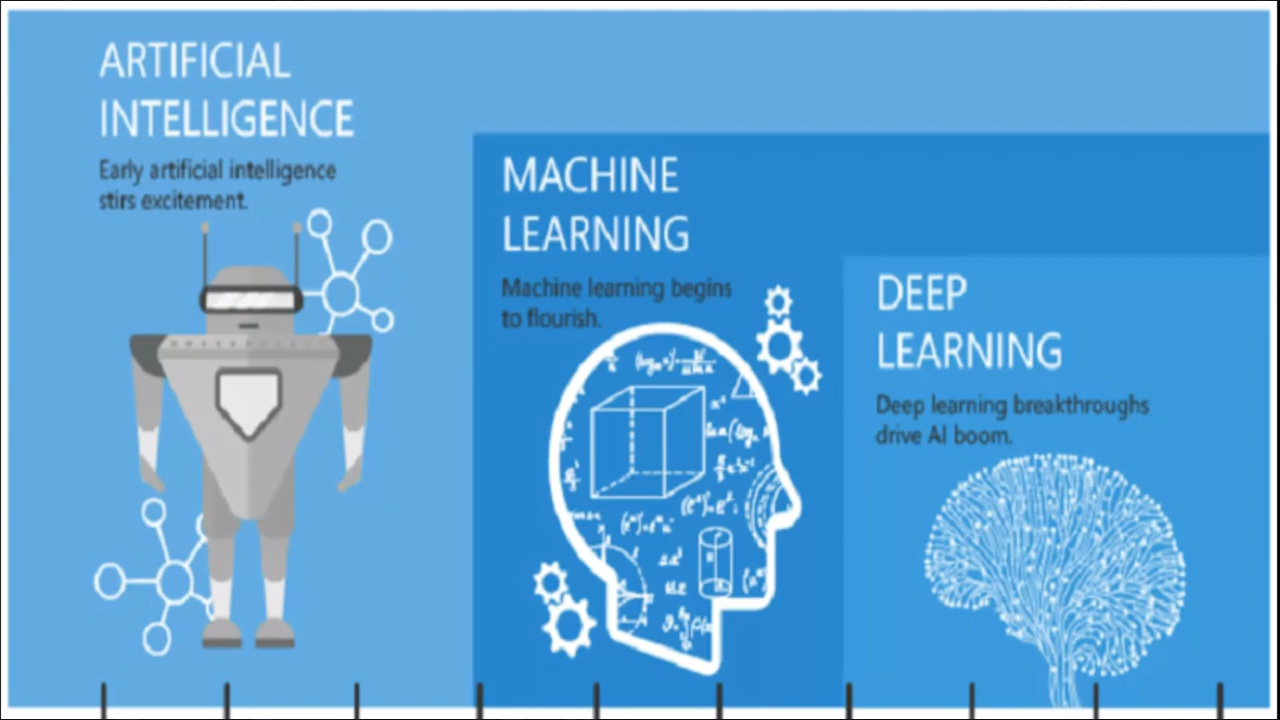 ARTIFICIAL
INTELLIGENCE
Early artificial intelligence
stirs excitement.
MACHINE
LEARNING
Machine learning begins
to flourish.
DEEP
LEARNING
Deep learning breakthroughs
drive AI boom.